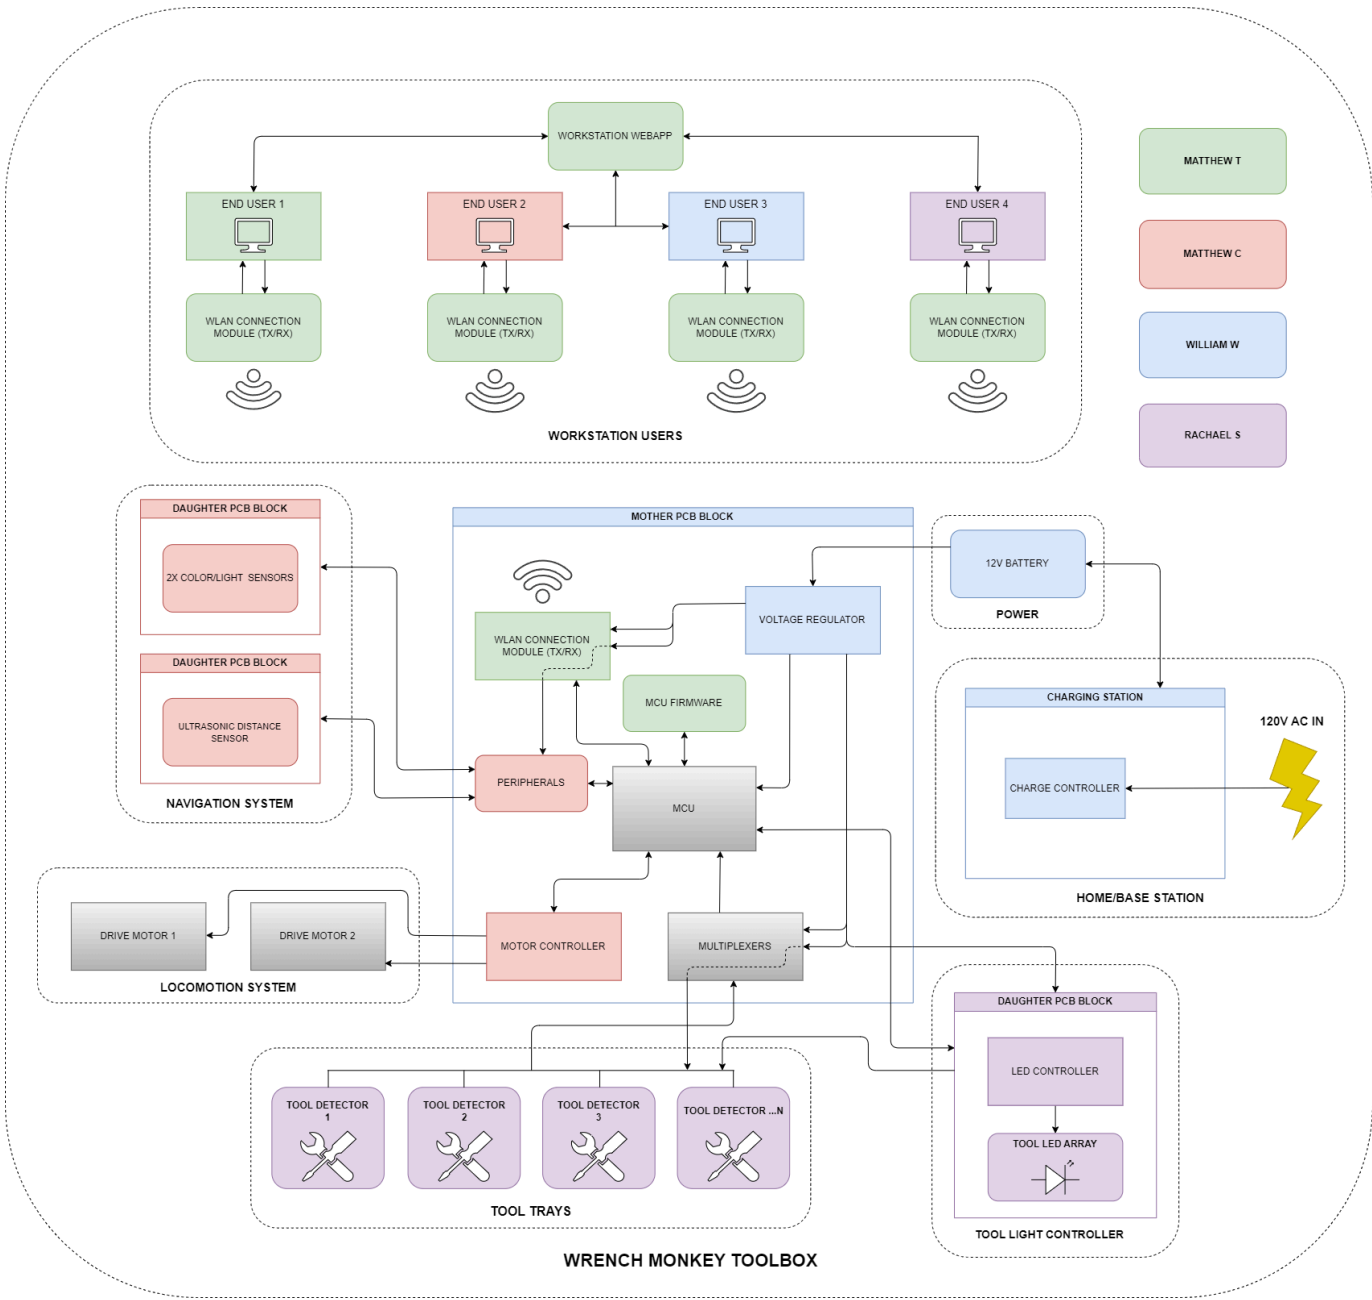 WORKSTATION WEBAPP
END USER 1
END USER 2
END USER 3
END USER 4
WLAN CONNECTION
MODULE (TX/RX)
WLAN CONNECTION
MODULE (TX/RX)
WLAN CONNECTION
MODULE (TX/RX)
WLAN CONNECTION
MODULE (TX/RX)
WORKSTATION USERS
MATTHEW T
MATTHEW C
WILLIAM W
RACHAEL S
DAUGHTER PCB BLOCK
2X COLOR/LIGHT SENSORS
DAUGHTER PCB BLOCK
ULTRASONIC DISTANCE
SENSOR
NAVIGATION SYSTEM
MOTHER PCB BLOCK
WLAN CONNECTION
MODULE (TX/RX)
VOLTAGE REGULATOR
MCU FIRMWARE
PERIPHERALS
MCU
MOTOR CONTROLLER
MULTIPLEXERS
12V BATTERY
POWER
CHARGING STATION
CHARGE CONTROLLER
120V AC IN
HOME/BASE STATION
DRIVE MOTOR 1
DRIVE MOTOR 2
LOCOMOTION SYSTEM
DAUGHTER PCB BLOCK
LED CONTROLLER
TOOL LED ARRAY
TOOL LIGHT CONTROLLER
TOOL DETECTOR
1
TOOL DETECTOR
2
TOOL DETECTOR
3
TOOL DETECTOR ...N
TOOL TRAYS
WRENCH MONKEY TOOLBOX